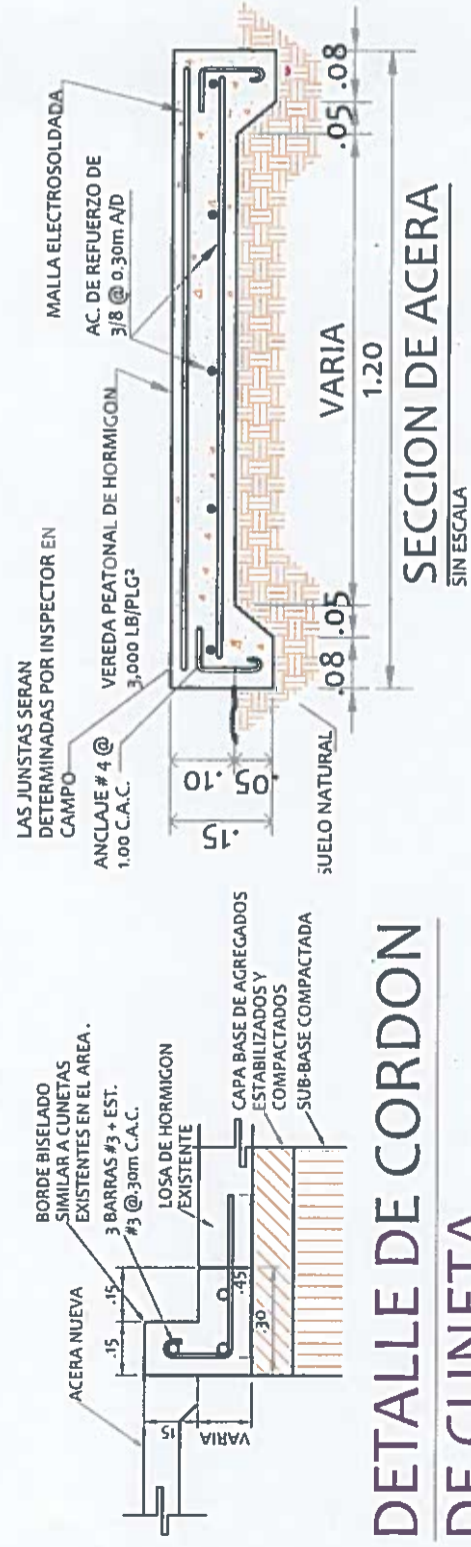 ACERA NUEVA
BORDE BISELADO
SIMILAR A CUNETAS
EXISTENTES EN EL AREA.
3 BARRAS #3 + EST.
#3 @.30m C.A.C.
LOSA DE HORMIGON
EXISTENTE
CAPA BASE DE AGREGADOS
ESTABILIZADOS Y
COMPACTADOS
SUB-BASE COMPACTADA
.15
.15
15
VARIA
.45
.30
DETALLE DE CORDON
DE CUNETA
LAS JUNSTAS SERAN
DETERMINADAS POR INSPECTOR EN
CAMPO
VEREDA PEATONAL DE HORMIGON
3,000 LB/PLG²
ANCLAJE # 4 @
1.00 C.A.C.
MALLA ELECTROSOLDADA
AC. DE REFUERZO DE
3/8 @ 0.30m A/D
.15
.10
.05
SUELO NATURAL
.08
.05
VARIA
.05
.08
1.20
SECCION DE ACERA
SIN ESCALA